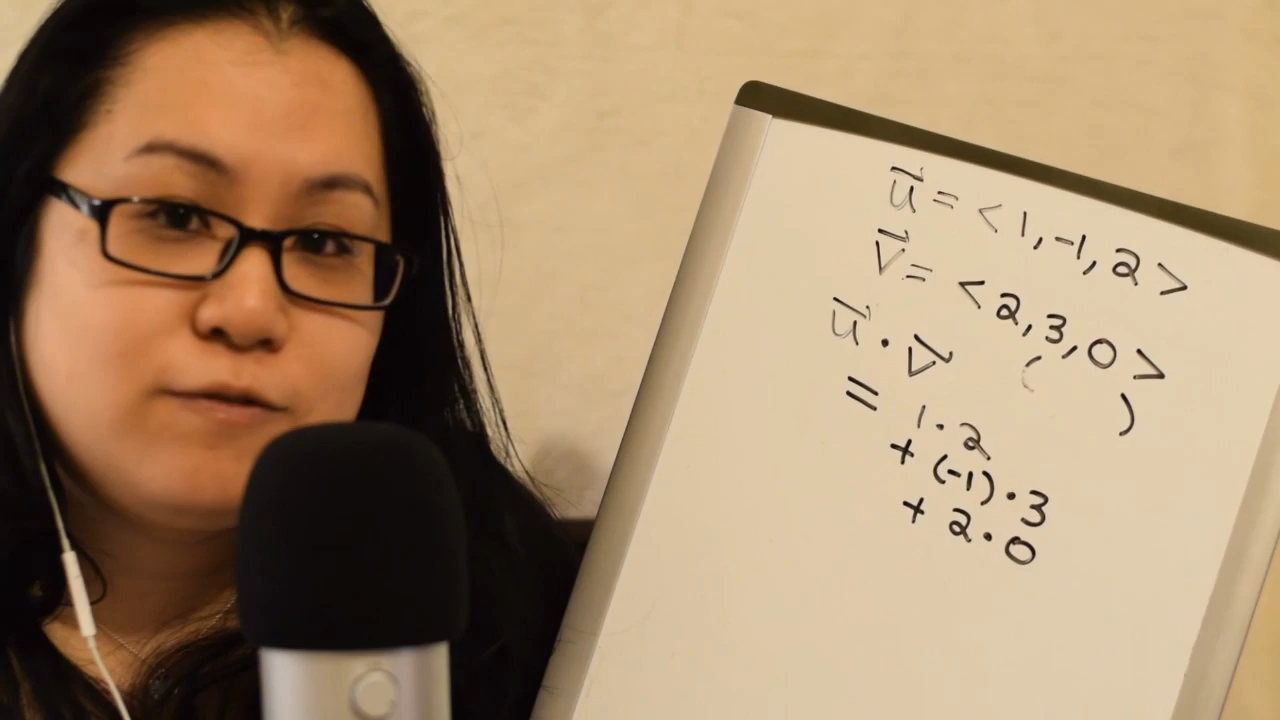 u⃗ = <1, -1, 2>
v⃗ = <2, 3, 0>
u⃗ · v⃗ ( )
= 1 · 2
+ (-1) · 3
+ 2 · 0